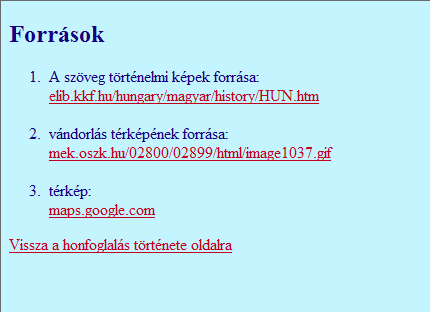 Források
1. A szöveg történelmi képek forrása:
elib.kkf.hu/hungary/magyar/history/HUN.htm
2. vándorlás térképének forrása:
mek.oszk.hu/02800/02899/html/image1037.gif
3. térkép:
maps.google.com
Vissza a honfoglalás története oldalra